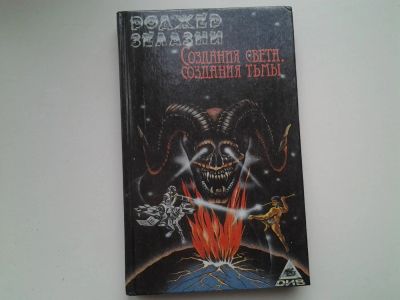 РОДЖЕР
ЗЕЛАЗНИ
СОЗДАНИЯ СВЕТА,
СОЗДАНИЯ ТЬМЫ
ДИВ